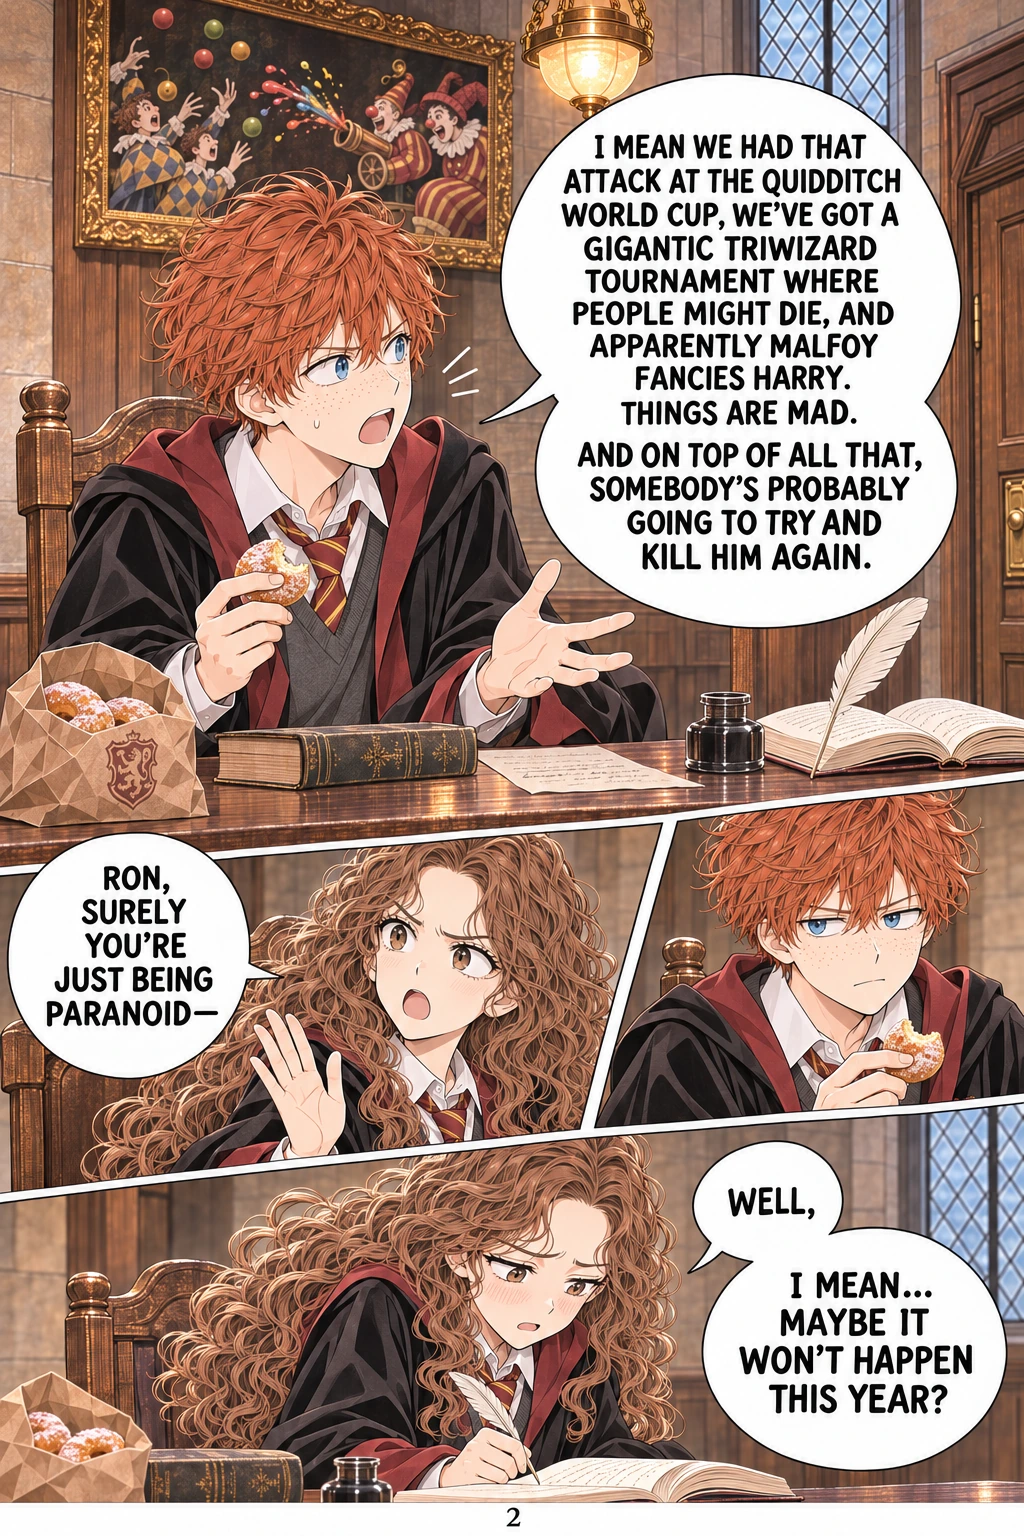 I MEAN WE HAD THAT
ATTACK AT THE QUIDDITCH
WORLD CUP, WE'VE GOT A
GIGANTIC TRIWIZARD
TOURNAMENT WHERE
PEOPLE MIGHT DIE, AND
APPARENTLY MALFOY
FANCIES HARRY.
THINGS ARE MAD.
AND ON TOP OF ALL THAT,
SOMEBODY'S PROBABLY
GOING TO TRY AND
KILL HIM AGAIN.
RON,
SURELY
YOU'RE
JUST BEING
PARANOID—
WELL,
I MEAN...
MAYBE IT
WON'T HAPPEN
THIS YEAR?
2